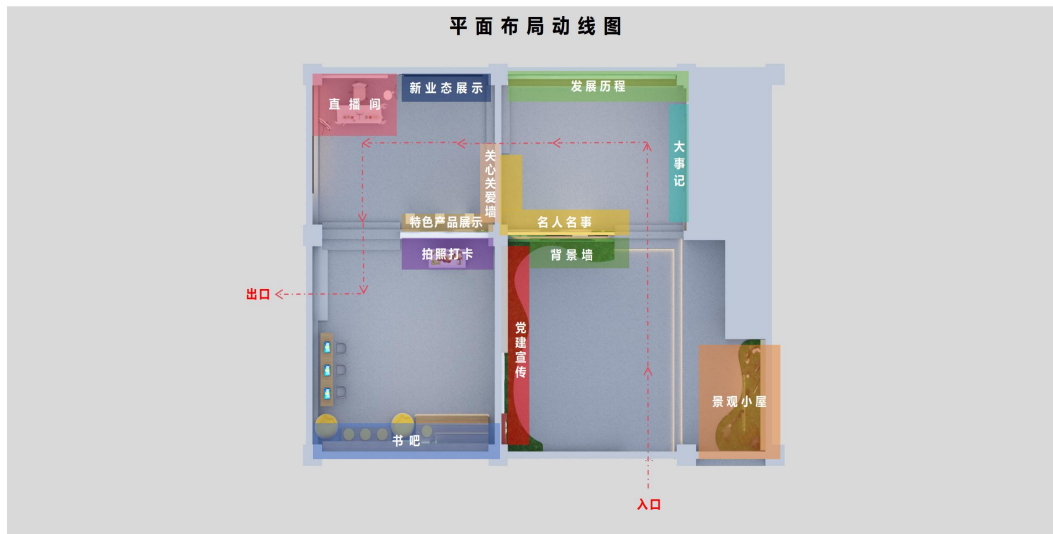 平面布局动线图
直播间
新业态展示
发展历程
关心关爱墙
大事记
特色产品展示
名人名事
拍照打卡
背景墙
出口
党建宣传
景观小屋
书吧
入口